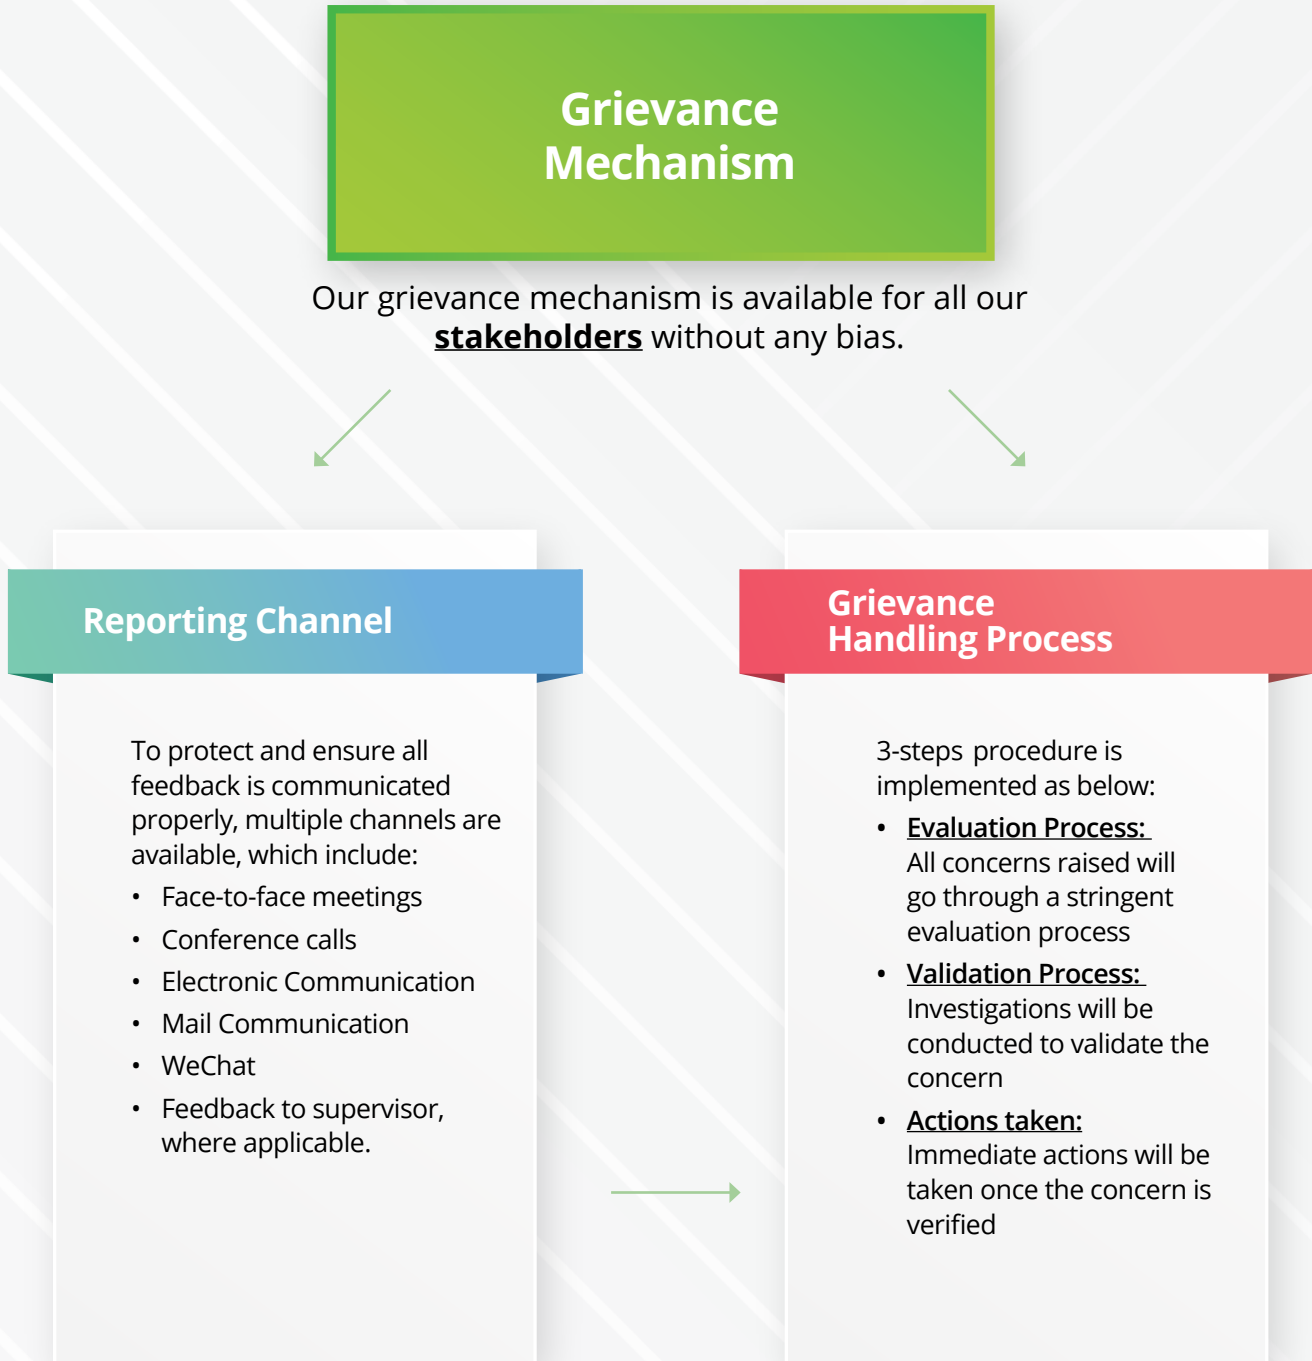 Grievance
Mechanism
Our grievance mechanism is available for all our
stakeholders without any bias.
Reporting Channel
To protect and ensure all
feedback is communicated
properly, multiple channels are
available, which include:
• Face-to-face meetings
• Conference calls
• Electronic Communication
• Mail Communication
• WeChat
• Feedback to supervisor,
where applicable.
Grievance
Handling Process
3-steps procedure is
implemented as below:
• Evaluation Process:
All concerns raised will
go through a stringent
evaluation process
• Validation Process:
Investigations will be
conducted to validate the
concern
• Actions taken:
Immediate actions will be
taken once the concern is
verified